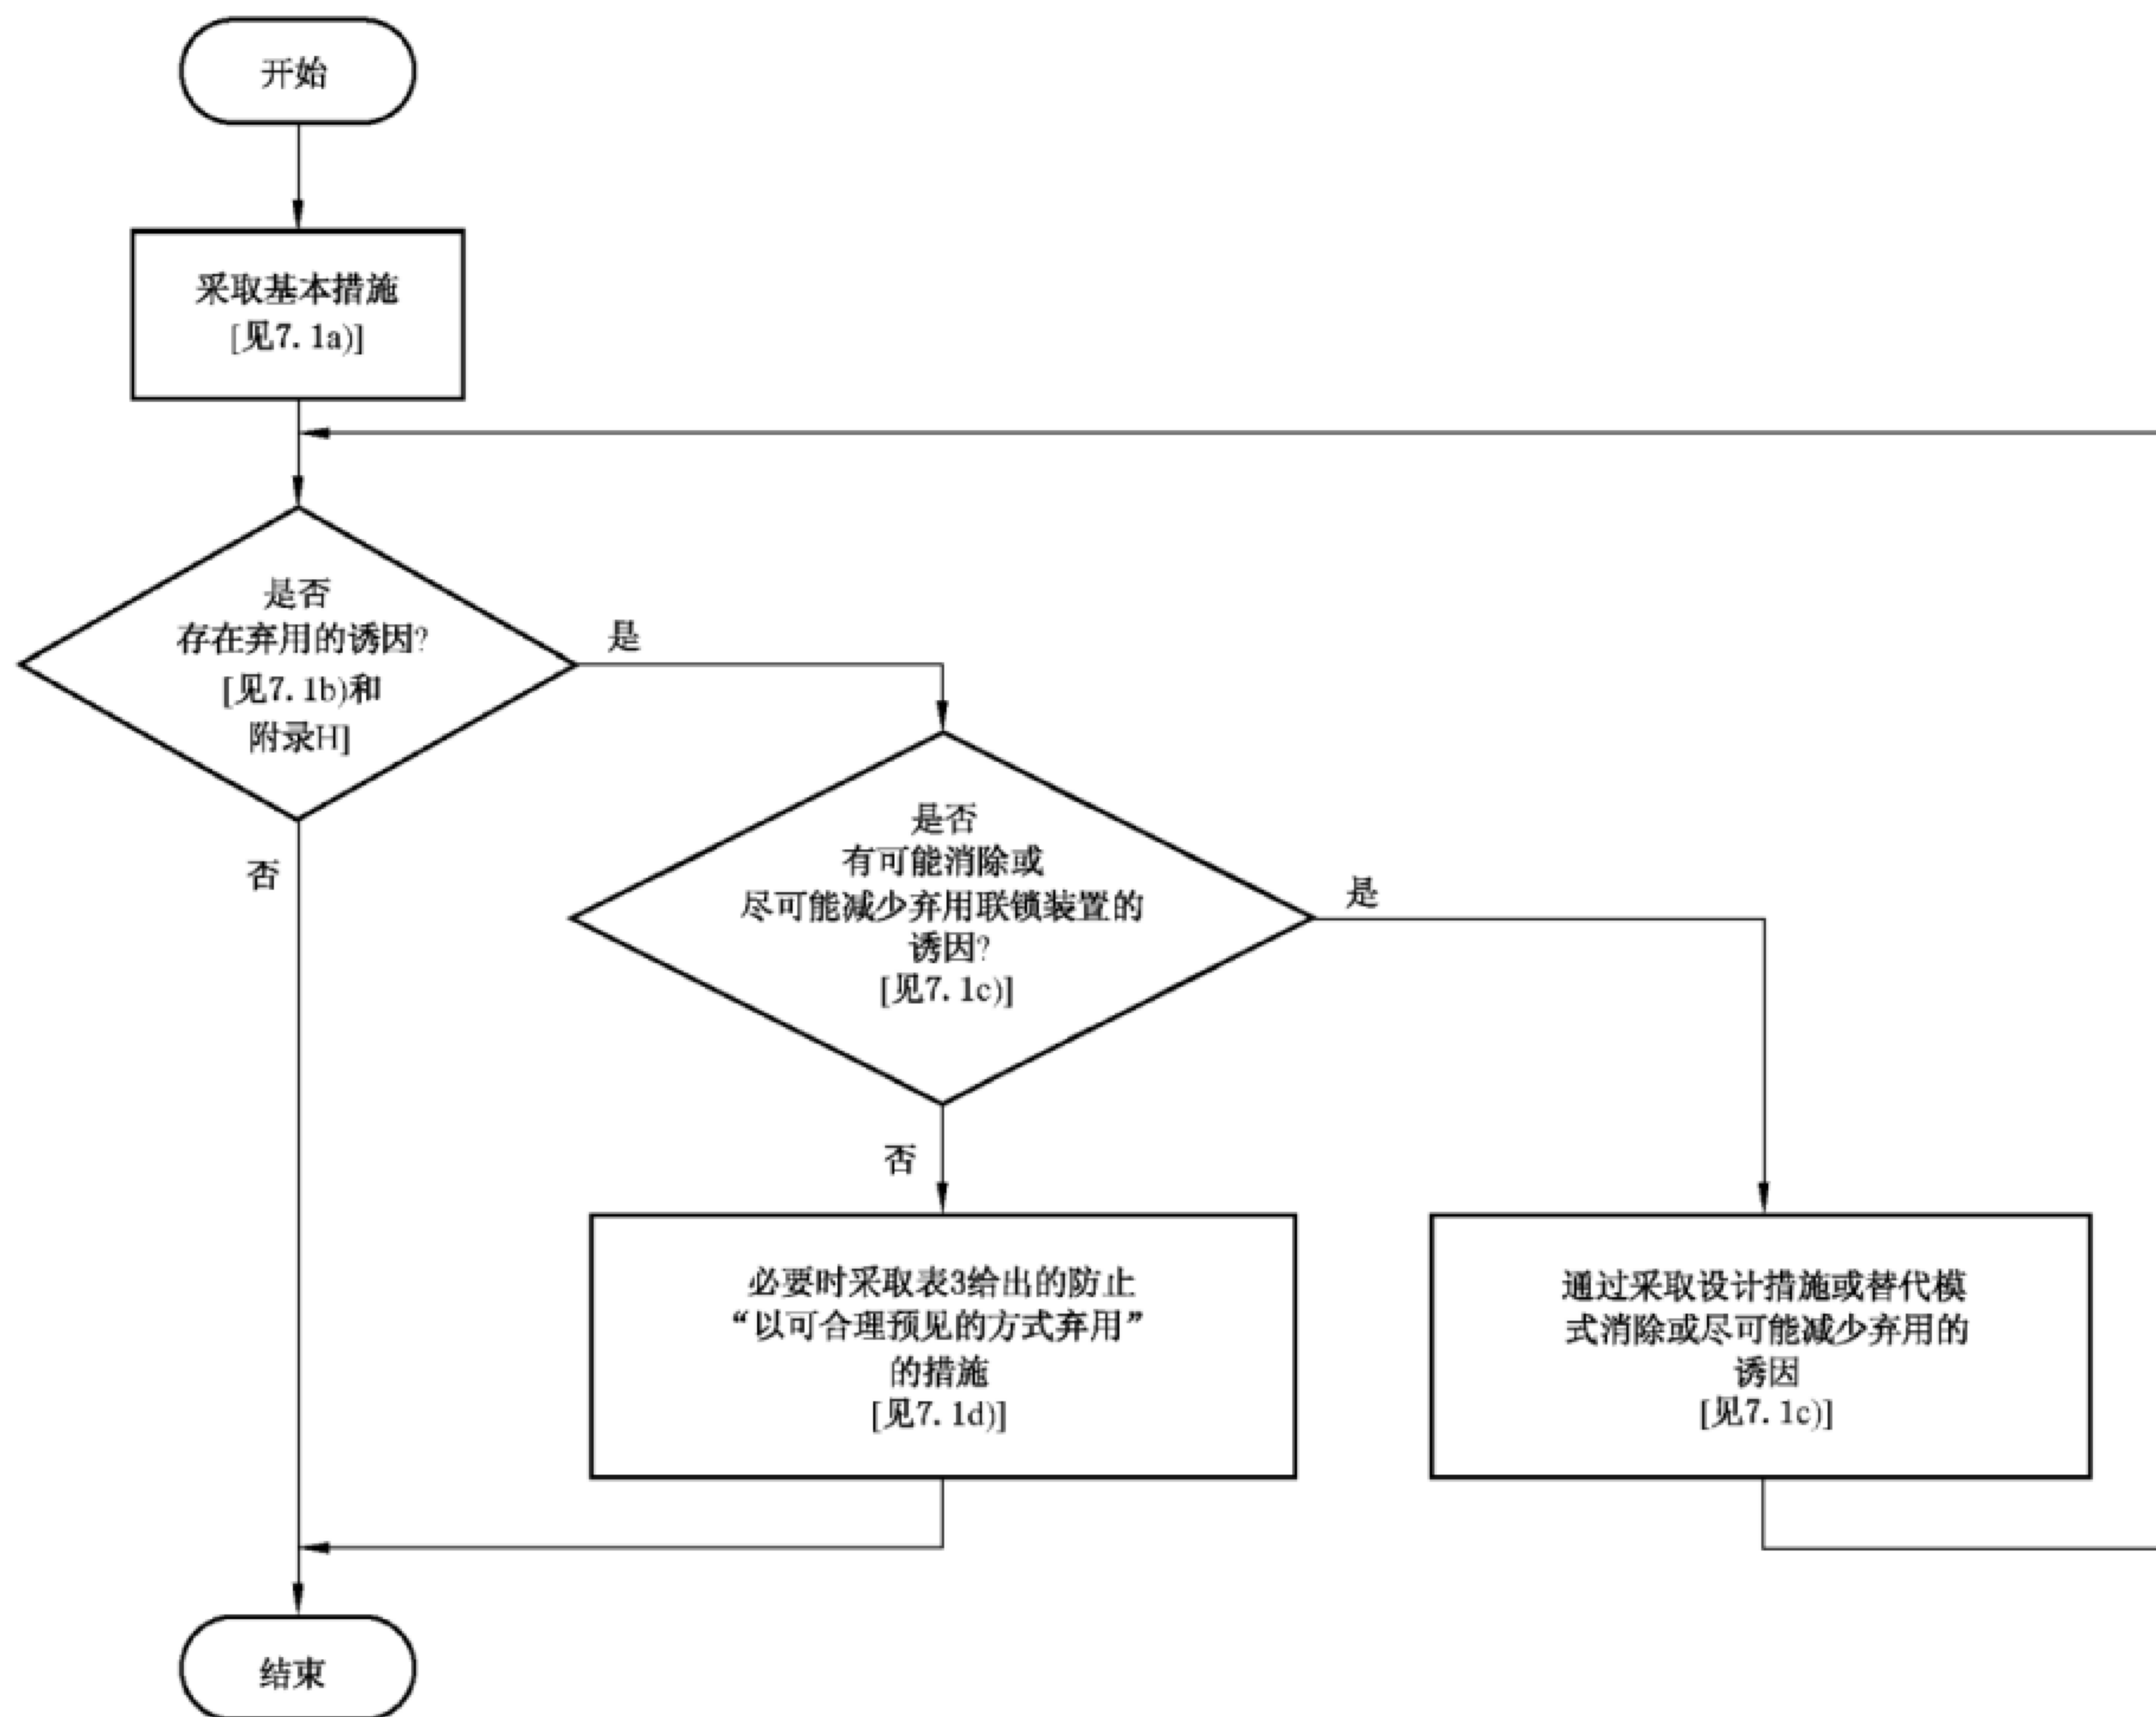 开始
采取基本措施
[见7.1a)]
是否
存在弃用的诱因?
[见7.1b)和
附录H]
是
否
是否
有可能消除或
尽可能减少弃用联锁装置的
诱因?
[见7.1c)]
是
否
必要时采取表3给出的防止
“以可合理预见的方式弃用”
的措施
[见7.1d)]
通过采取设计措施或替代模
式消除或尽可能减少弃用的
诱因
[见7.1c)]
结束